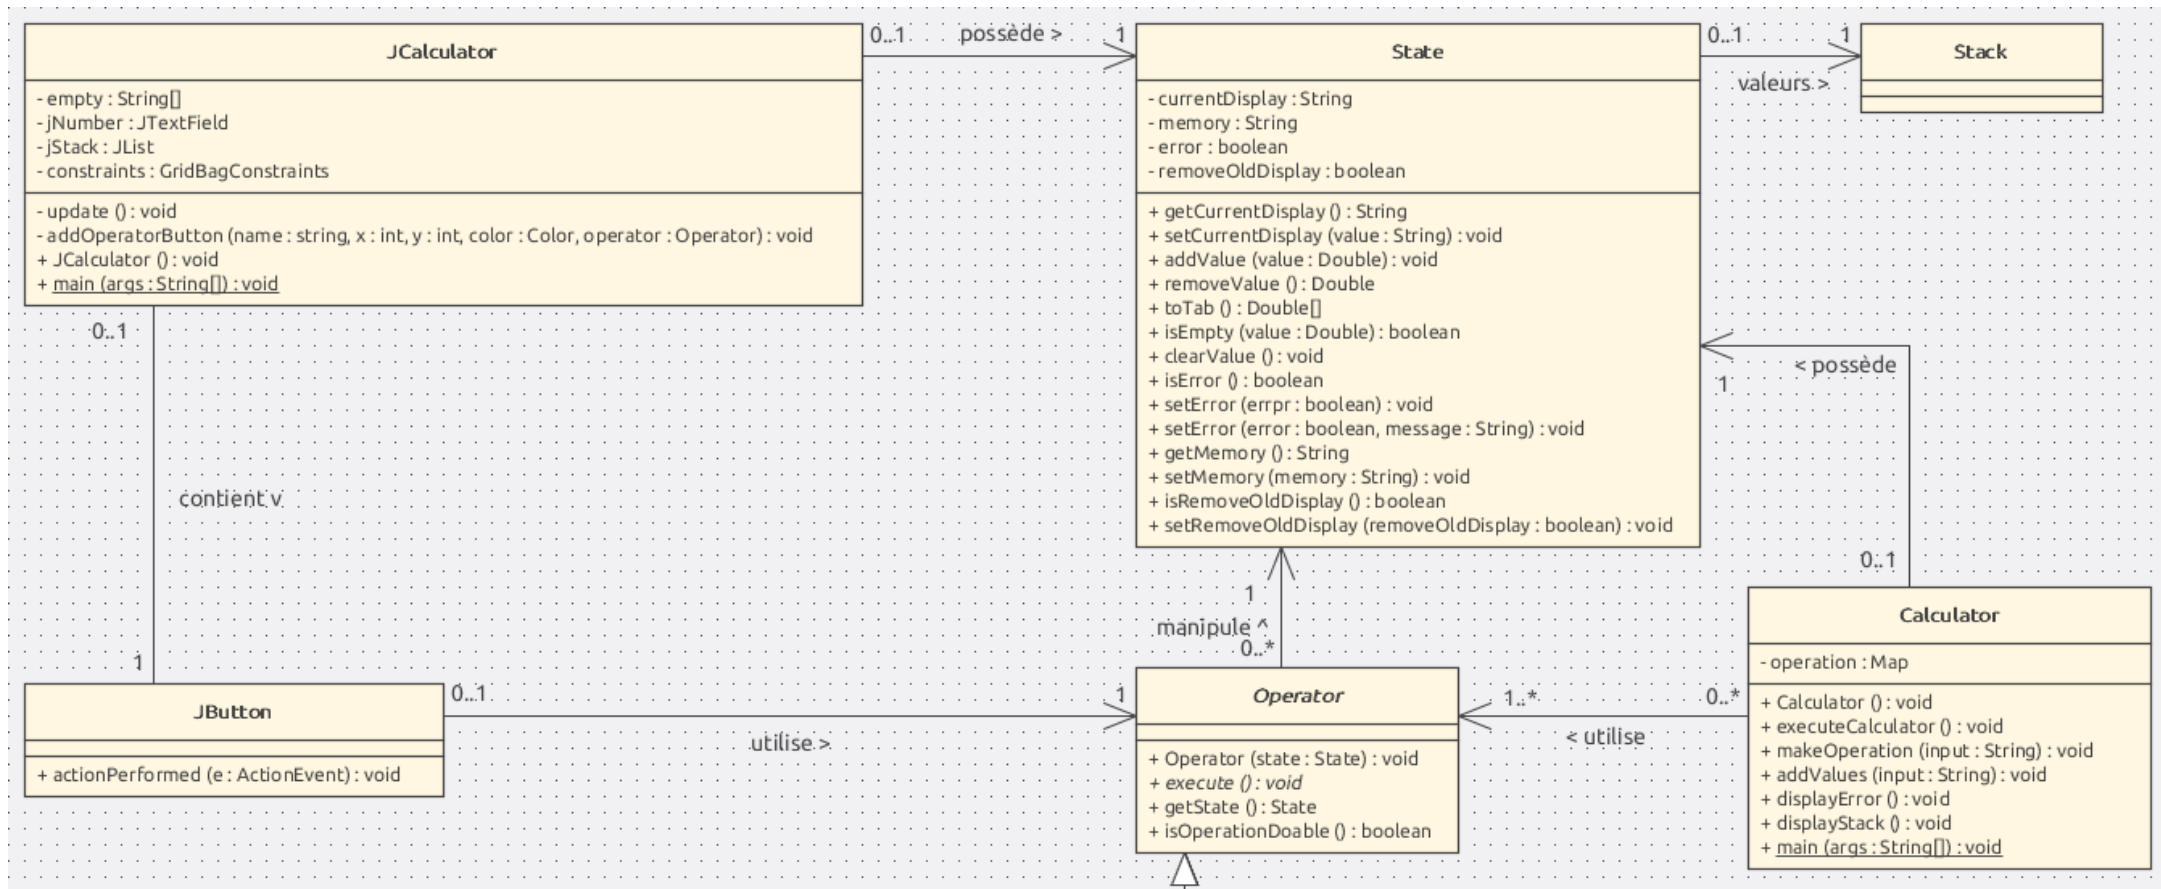 JCalculator
- empty : String[]
- jNumber : JTextField
- jStack : JList
- constraints : GridBagConstraints
- update () : void
- addOperatorButton (name : string, x : int, y : int, color : Color, operator : Operator) : void
+ JCalculator () : void
+ main (args : String[]) : void
0..1
possède >
1
State
- currentDisplay : String
- memory : String
- error : boolean
- removeOldDisplay : boolean
+ getCurrentDisplay () : String
+ setCurrentDisplay (value : String) : void
+ addValue (value : Double) : void
+ removeValue () : Double
+ toTab () : Double[]
+ isEmpty (value : Double) : boolean
+ clearValue () : void
+ isError () : boolean
+ setError (errpr : boolean) : void
+ setError (error : boolean, message : String) : void
+ getMemory () : String
+ setMemory (memory : String) : void
+ isRemoveOldDisplay () : boolean
+ setRemoveOldDisplay (removeOldDisplay : boolean) : void
0..1
1
valeurs >
Stack
< possède
1
0..1
0..1
contient v
1
JButton
+ actionPerformed (e : ActionEvent) : void
0..1
1
utilise >
1
manipule ^
0..*
Operator
+ Operator (state : State) : void
+ execute () : void
+ getState () : State
+ isOperationDoable () : boolean
1..*
0..*
< utilise
Calculator
- operation : Map
+ Calculator () : void
+ executeCalculator () : void
+ makeOperation (input : String) : void
+ addValues (input : String) : void
+ displayError () : void
+ displayStack () : void
+ main (args : String[]) : void